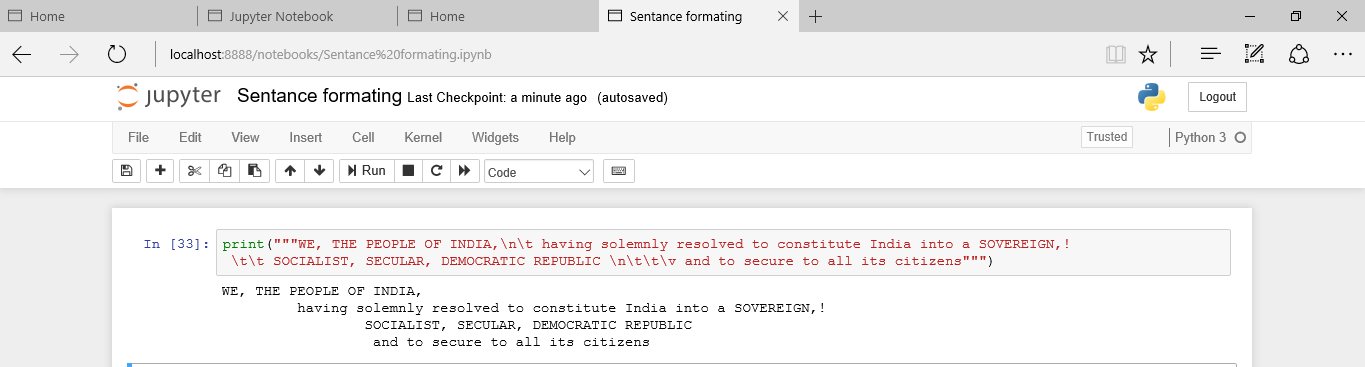 Home Jupyter Notebook Home Sentance formating
localhost:8888/notebooks/Sentance%20formating.ipynb
jupyter Sentance formating Last Checkpoint: a minute ago (autosaved) Logout
File Edit View Insert Cell Kernel Widgets Help Trusted Python 3
Run Code
In [33]: print("""WE, THE PEOPLE OF INDIA,\n\t having solemnly resolved to constitute India into a SOVEREIGN,!
\t\t SOCIALIST, SECULAR, DEMOCRATIC REPUBLIC \n\t\t\v and to secure to all its citizens""")
WE, THE PEOPLE OF INDIA,
having solemnly resolved to constitute India into a SOVEREIGN,!
SOCIALIST, SECULAR, DEMOCRATIC REPUBLIC
and to secure to all its citizens